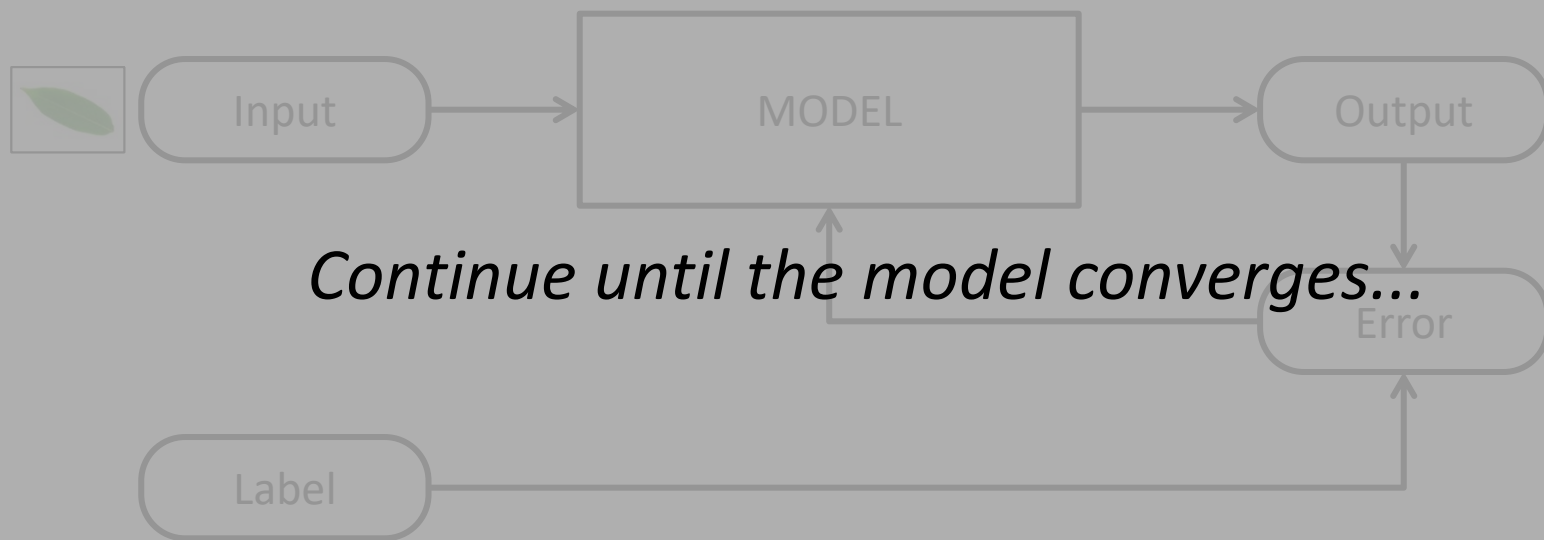 Input
MODEL
Output
Continue until the model converges...
Error
Label